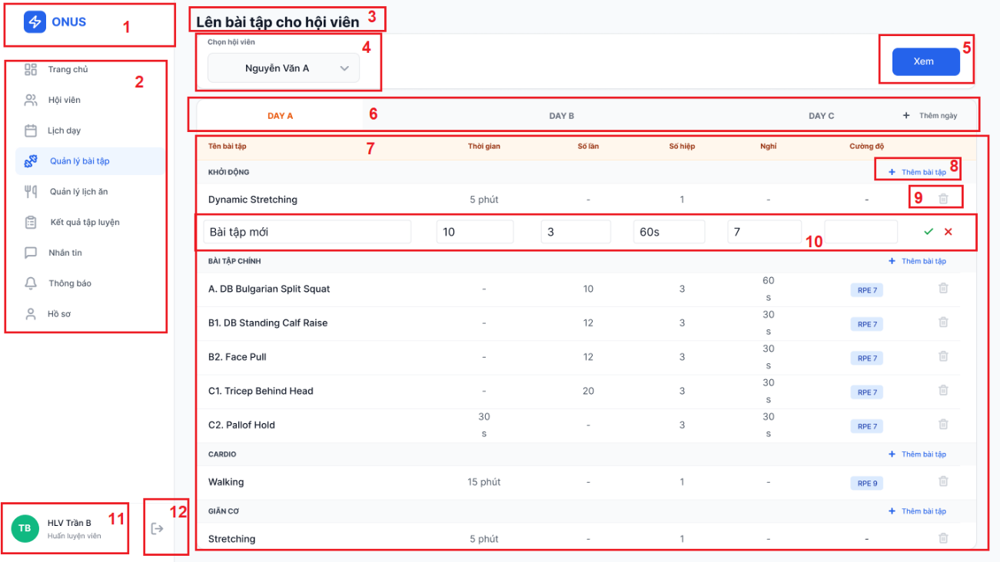 ONUS
1
Trang chủ
2
Hội viên
Lịch dạy
Quản lý bài tập
Quản lý lịch ăn
Kết quả tập luyện
Nhắn tin
Thông báo
Hồ sơ
HLV Trần B
TB
Huấn luyện viên
11
12
Lên bài tập cho hội viên
3
Chọn hội viên
Nguyễn Văn A
4
Xem
5
DAY A
6
DAY B
DAY C
+ Thêm ngày
Tên bài tập
7
Thời gian
Số lần
Số hiệp
Nghỉ
Cường độ
KHỞI ĐỘNG
+ Thêm bài tập
8
Dynamic Stretching
5 phút
-
1
-
-
9
Bài tập mới
10
3
60s
7
10
BÀI TẬP CHÍNH
+ Thêm bài tập
A. DB Bulgarian Split Squat
-
10
3
60
s
RPE 7
B1. DB Standing Calf Raise
-
12
3
30
s
RPE 7
B2. Face Pull
-
12
3
30
s
RPE 7
C1. Tricep Behind Head
-
20
3
30
s
RPE 7
C2. Pallof Hold
30
s
-
3
30
s
RPE 7
CARDIO
+ Thêm bài tập
Walking
15 phút
-
1
-
RPE 9
GIÃN CƠ
+ Thêm bài tập
Stretching
5 phút
-
1
-
-